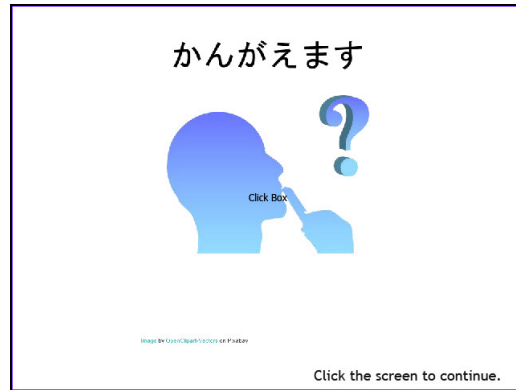 かんがえます
?
Click Box
Image by OpenClipart-Vectors on Pixabay
Click the screen to continue.